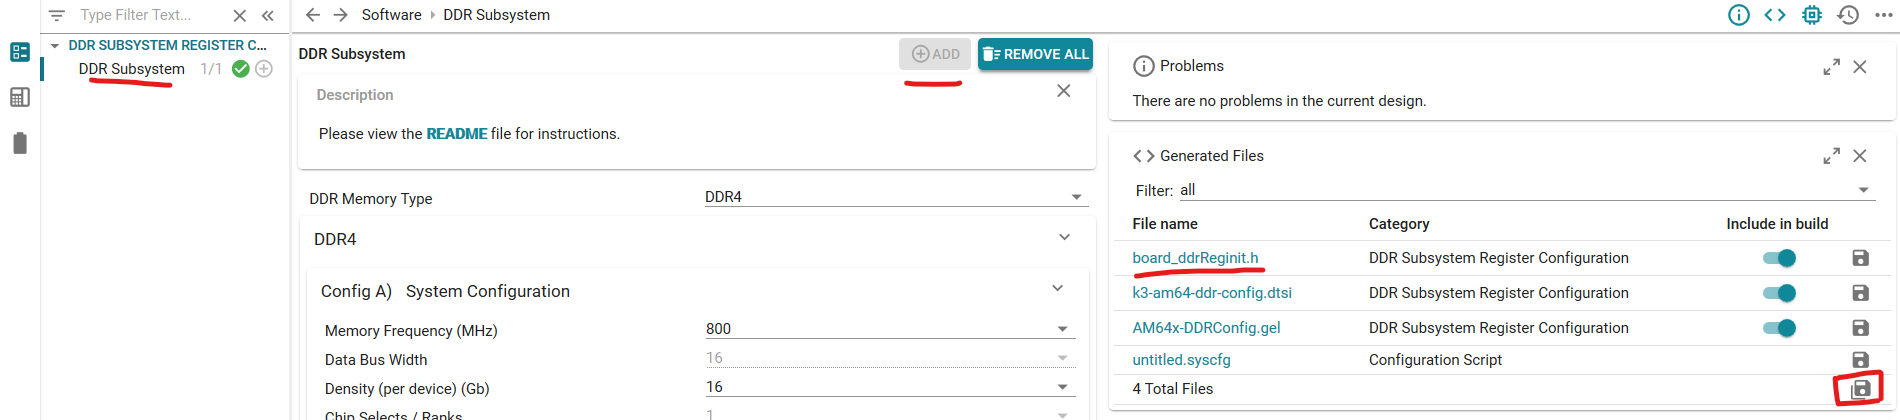 Type Filter Text...
DDR SUBSYSTEM REGISTER C...
DDR Subsystem 1/1
Software DDR Subsystem
DDR Subsystem
ADD
REMOVE ALL
Description
Please view the README file for instructions.
DDR Memory Type DDR4
DDR4
Config A) System Configuration
Memory Frequency (MHz) 800
Data Bus Width 16
Density (per device) (Gb) 16
Chip Selects / Ranks 1
Problems
There are no problems in the current design.
Generated Files
Filter: all
File name Category Include in build
board_ddrReginit.h DDR Subsystem Register Configuration
k3-am64-ddr-config.dtsi DDR Subsystem Register Configuration
AM64x-DDRConfig.gel DDR Subsystem Register Configuration
untitled.syscfg Configuration Script
4 Total Files